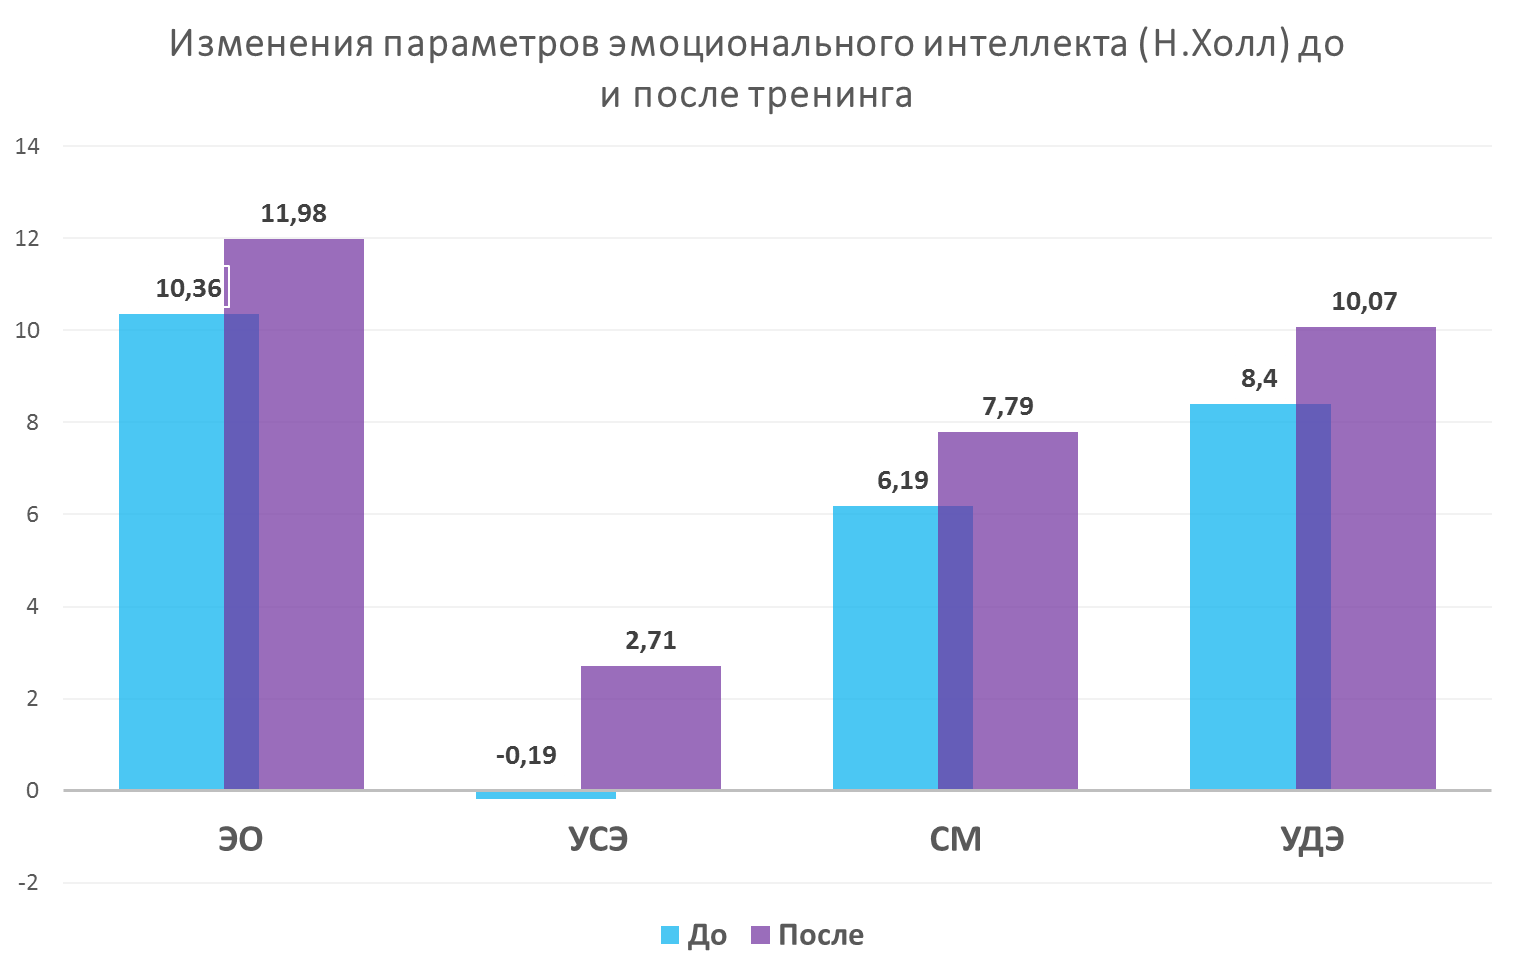 Изменения параметров эмоционального интеллекта (Н.Холл) до
и после тренинга
14
12
10
8
6
4
2
0
-2
10,36
11,98
-0,19
2,71
6,19
7,79
8,4
10,07
ЭО
УСЭ
СМ
УДЭ
До
После